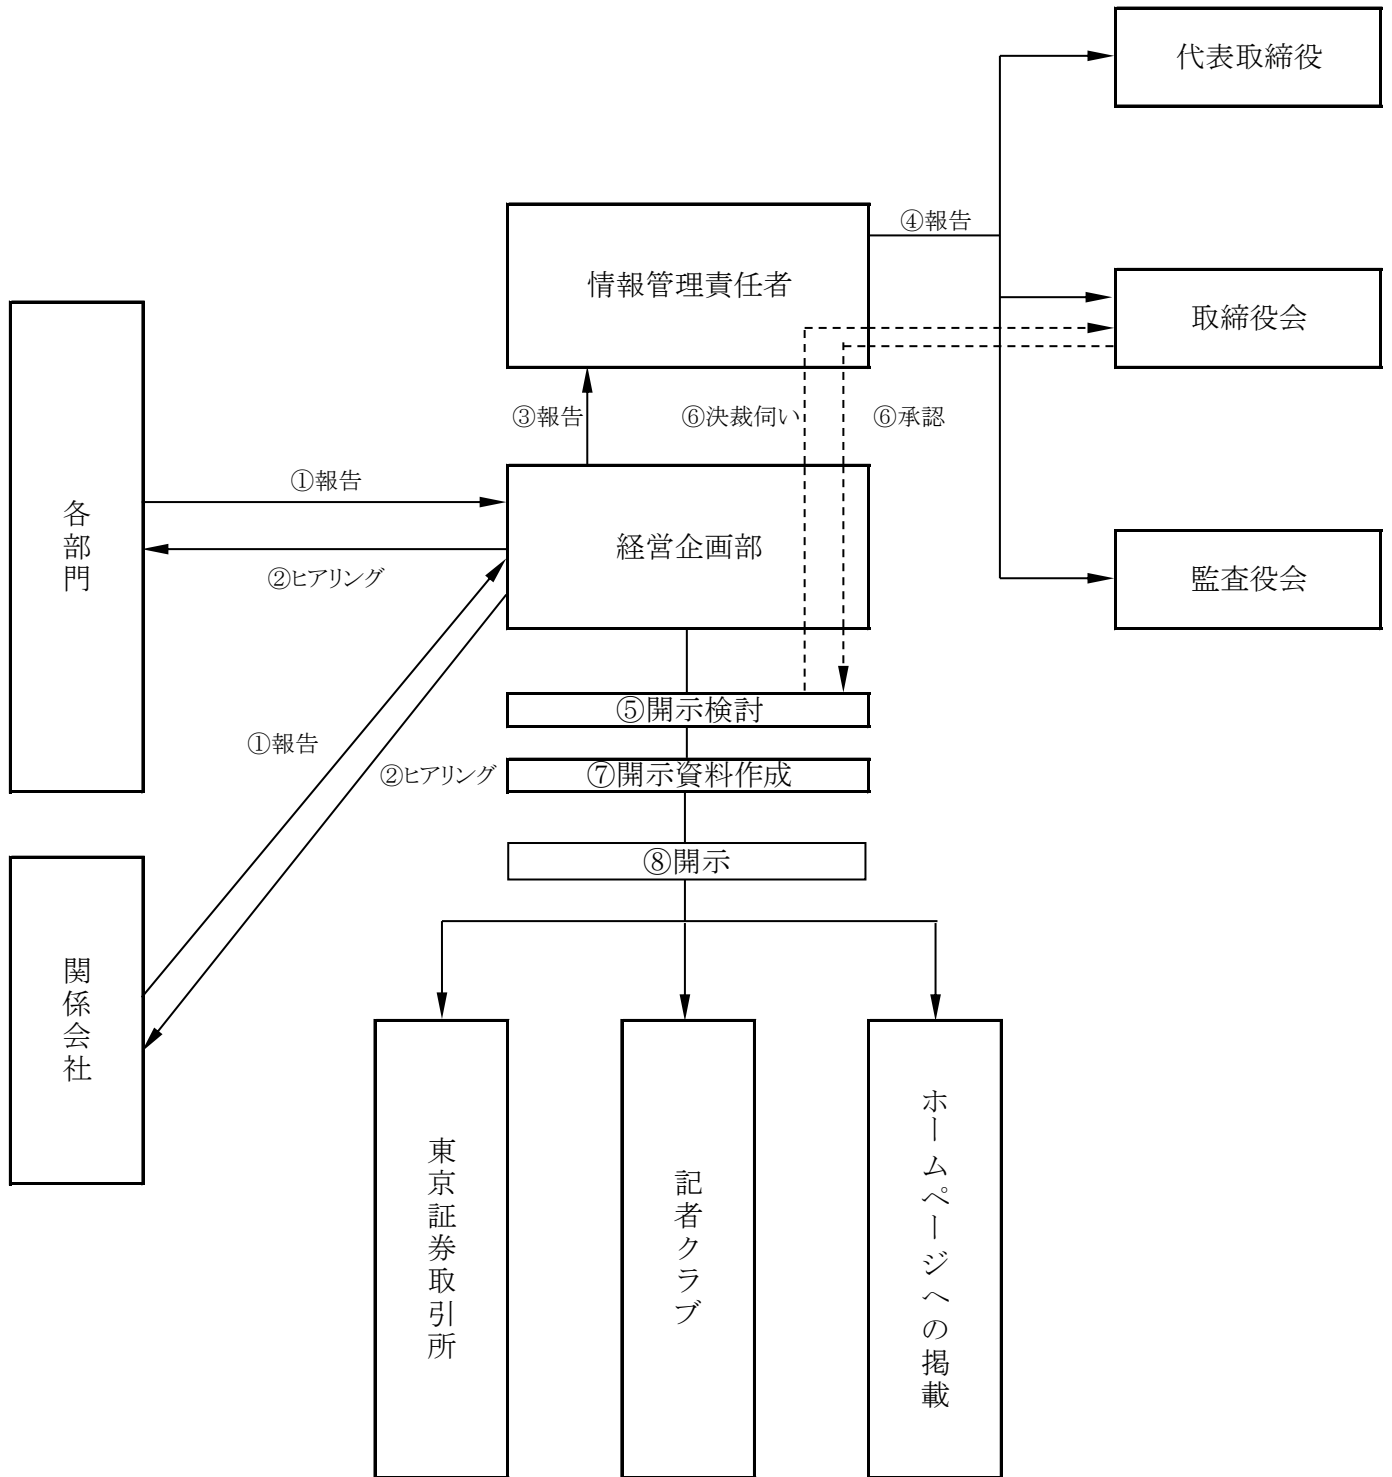 代表取締役
④報告
情報管理責任者
取締役会
③報告
⑥決裁伺い
⑥承認
①報告
各部門
経営企画部
②ヒアリング
監査役会
⑤開示検討
①報告
②ヒアリング
⑦開示資料作成
⑧開示
関係会社
東京証券取引所
記者クラブ
ホームページへの掲載